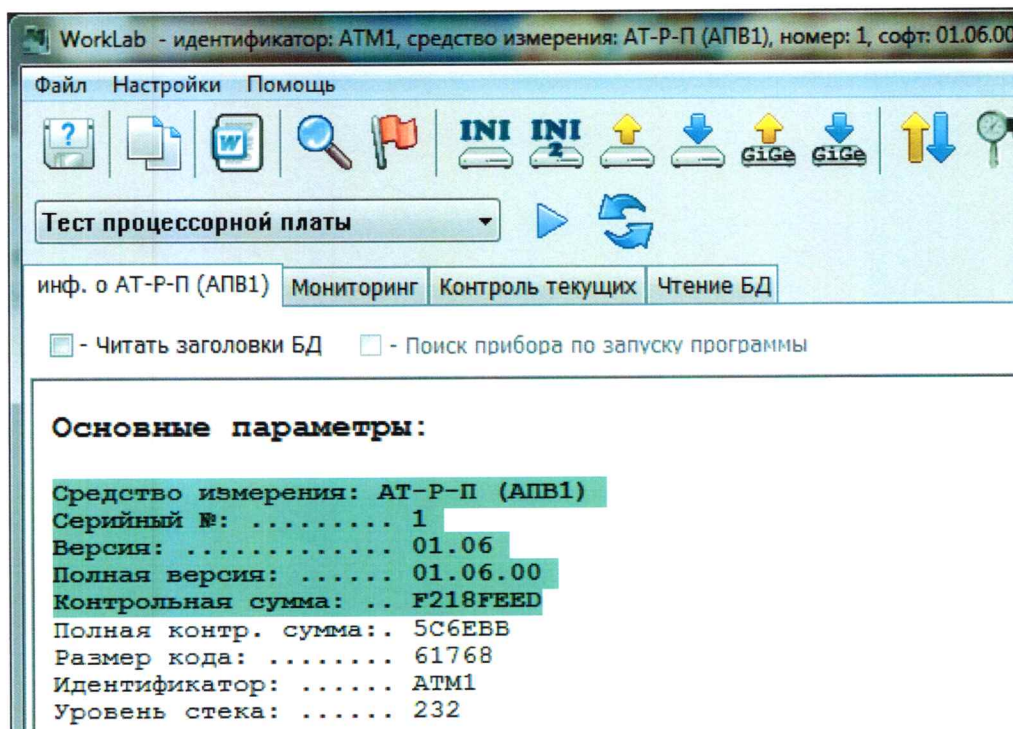 WorkLab - идентификатор: АТМ1, средство измерения: АТ-Р-П (АПВ1), номер: 1, софт: 01.06.00
Файл Настройки Помощь
INI INI 2 GiGe GiGe
Тест процессорной платы
инф. о АТ-Р-П (АПВ1) Мониторинг Контроль текущих Чтение БД
- Читать заголовки БД - Поиск прибора по запуску программы
Основные параметры:
Средство измерения: АТ-Р-П (АПВ1)
Серийный №: ......... 1
Версия: ............. 01.06
Полная версия: ...... 01.06.00
Контрольная сумма: .. F218FEED
Полная контр. сумма:. 5C6EBB
Размер кода: ........ 61768
Идентификатор: ...... АТМ1
Уровень стека: ...... 232